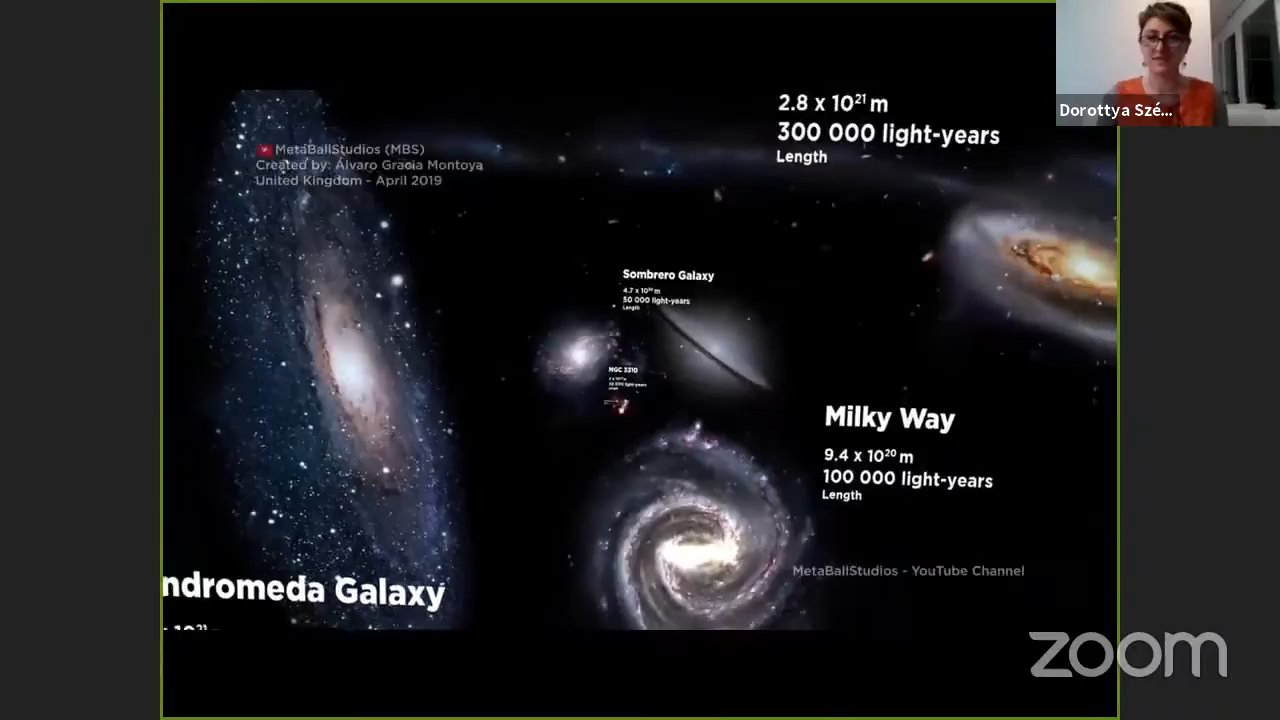 Dorottya Szé...
2.8 x 10²¹ m
300 000 light-years
Length
MetaBallStudios (MBS)
Created by: Álvaro Gracia Montoya
United Kingdom - April 2019
Sombrero Galaxy
4.7 x 10²⁰ m
50 000 light-years
Length
NGC 3310
Milky Way
9.4 x 10²⁰ m
100 000 light-years
Length
MetaBallStudios - YouTube Channel
ndromeda Galaxy
zoom